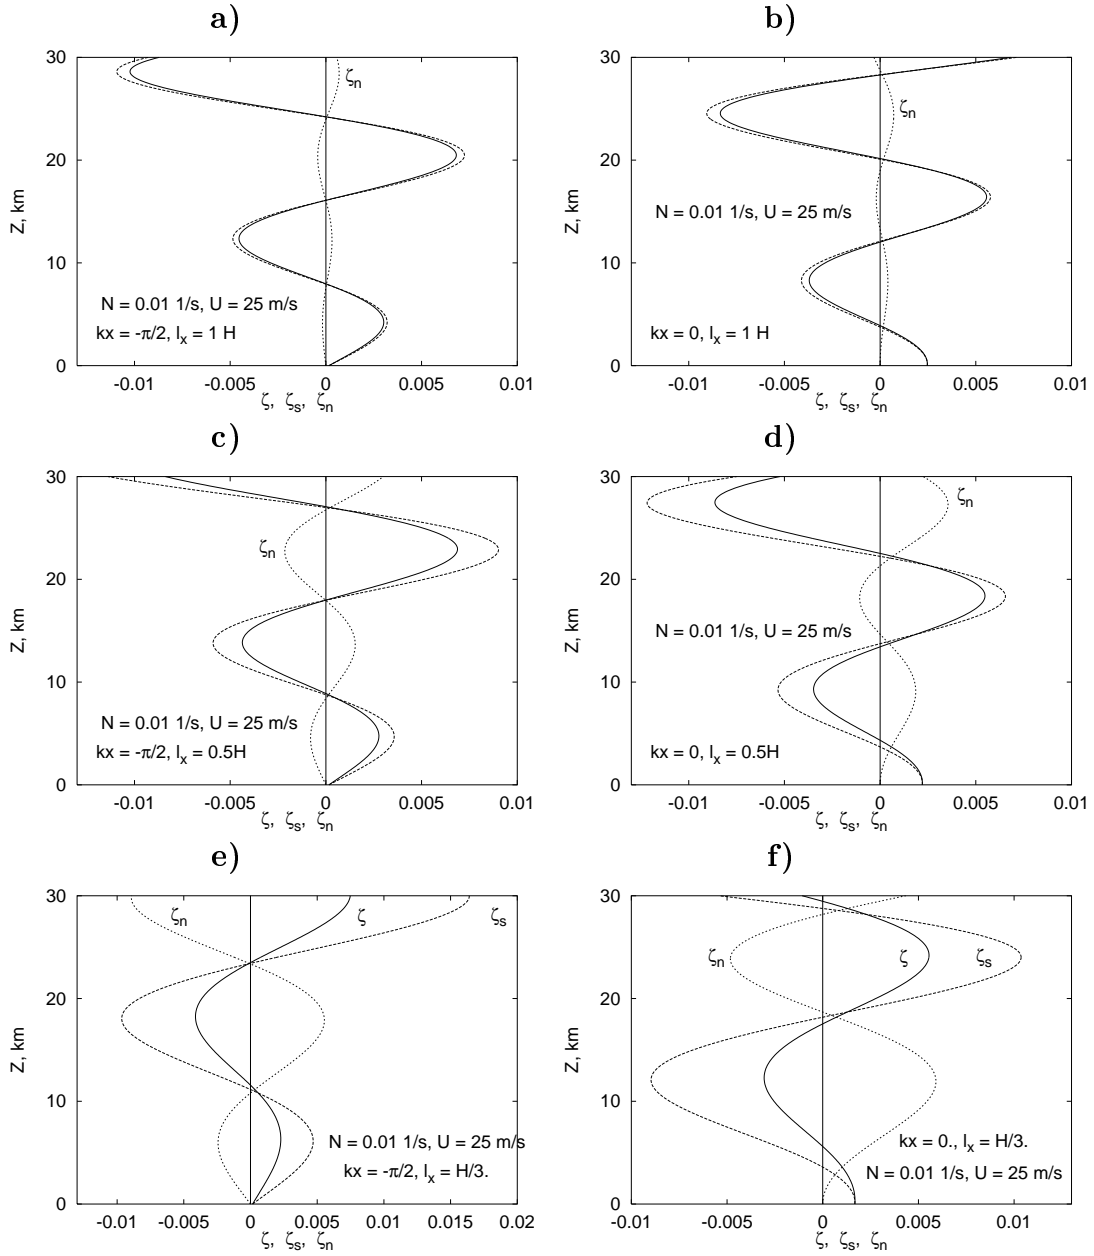 a)
30
20
10
0
Z, km
ζn
N = 0.01 1/s, U = 25 m/s
kx = -π/2, lx = 1 H
-0.01 -0.005 0 0.005 0.01
ζ, ζs, ζn
b)
30
20
10
0
Z, km
ζn
N = 0.01 1/s, U = 25 m/s
kx = 0, lx = 1 H
-0.01 -0.005 0 0.005 0.01
ζ, ζs, ζn
c)
30
20
10
0
Z, km
ζn
N = 0.01 1/s, U = 25 m/s
kx = -π/2, lx = 0.5H
-0.01 -0.005 0 0.005 0.01
ζ, ζs, ζn
d)
30
20
10
0
Z, km
ζn
N = 0.01 1/s, U = 25 m/s
kx = 0, lx = 0.5H
-0.01 -0.005 0 0.005 0.01
ζ, ζs, ζn
e)
30
20
10
0
Z, km
ζn ζ ζs
N = 0.01 1/s, U = 25 m/s
kx = -π/2, lx = H/3.
-0.01 -0.005 0 0.005 0.01 0.015 0.02
ζ, ζs, ζn
f)
30
20
10
0
Z, km
ζn ζ ζs
kx = 0., lx = H/3.
N = 0.01 1/s, U = 25 m/s
-0.01 -0.005 0 0.005 0.01
ζ, ζs, ζn